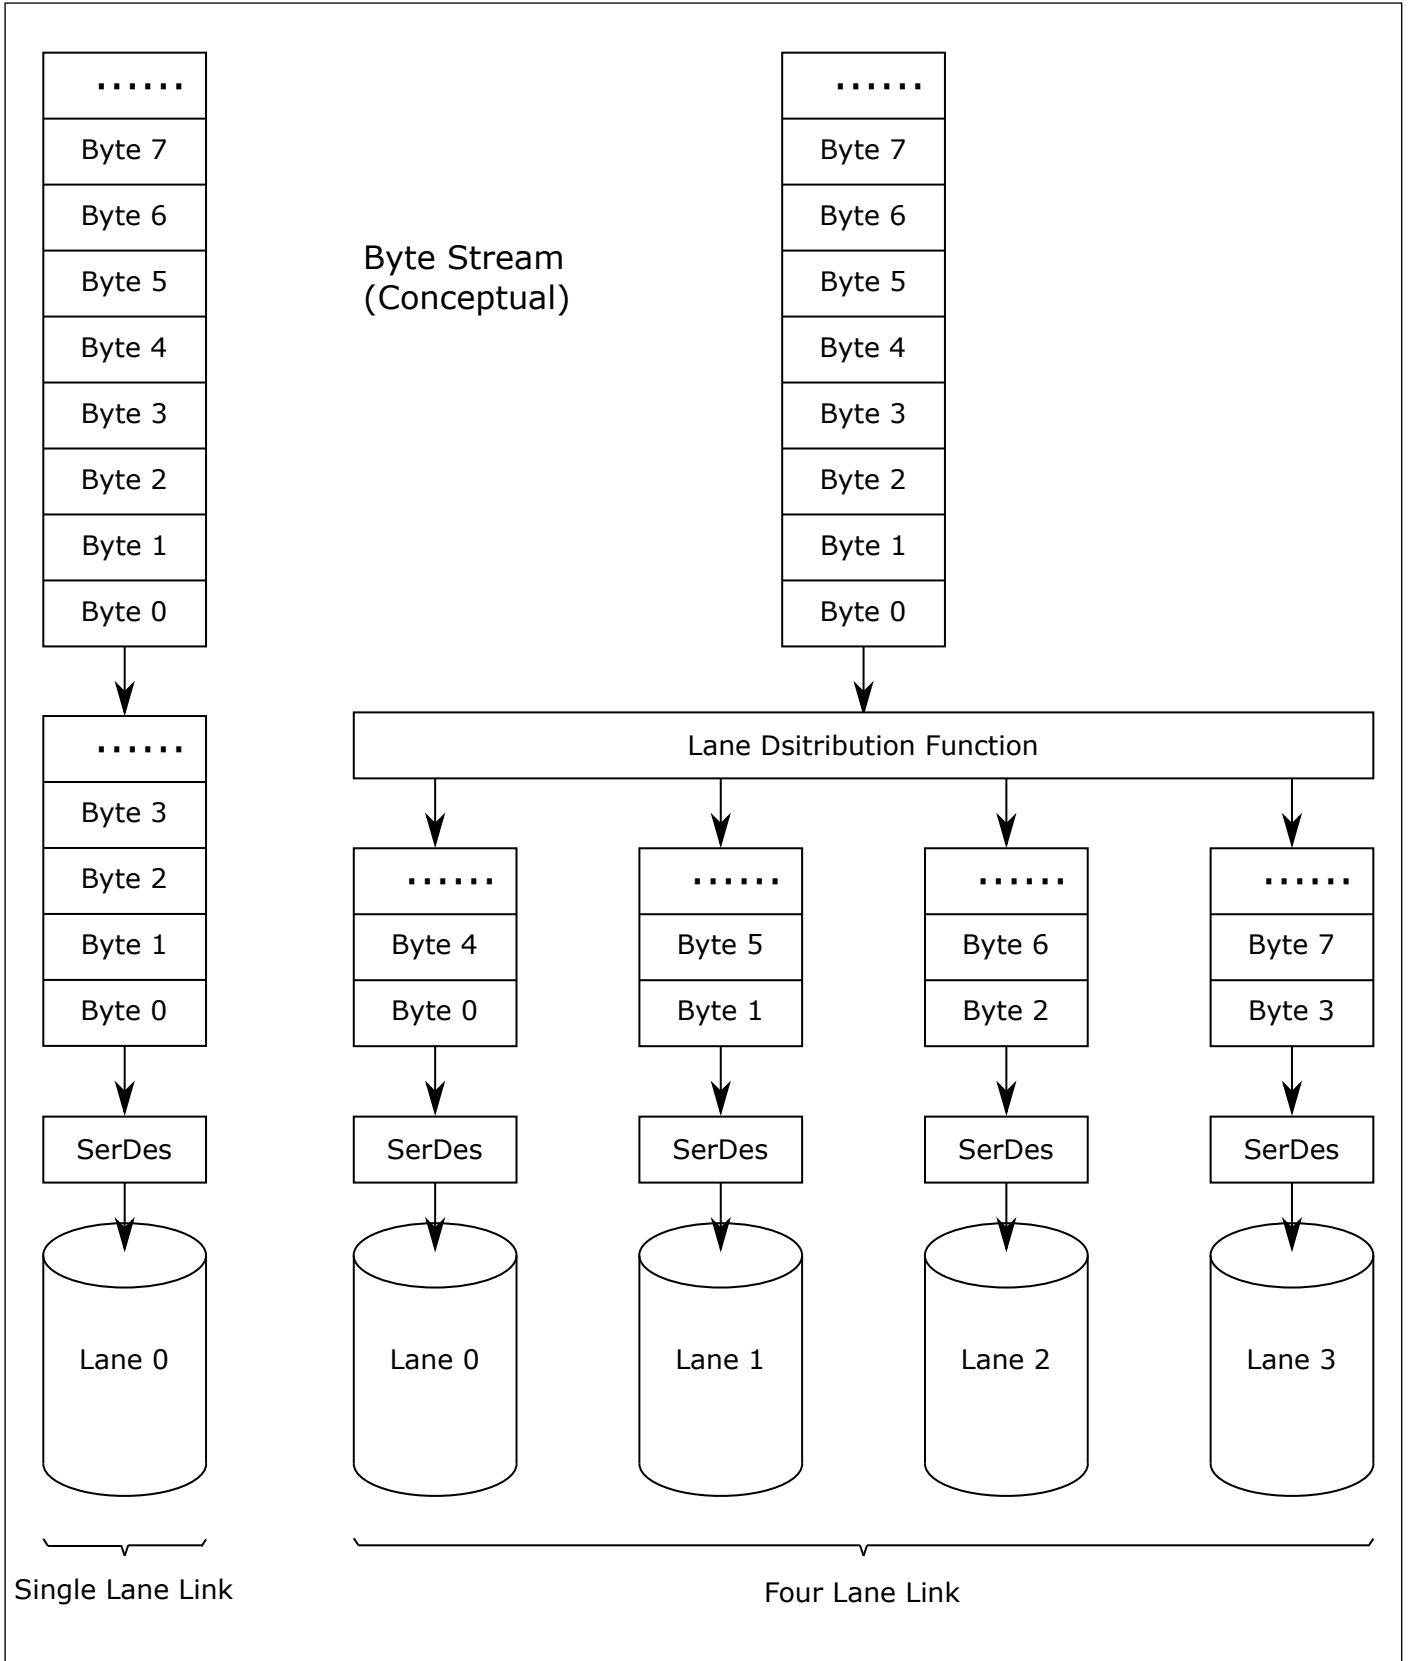 ......
Byte 7
Byte 6
Byte 5
Byte 4
Byte 3
Byte 2
Byte 1
Byte 0
Byte Stream
(Conceptual)
......
Byte 7
Byte 6
Byte 5
Byte 4
Byte 3
Byte 2
Byte 1
Byte 0
......
Byte 3
Byte 2
Byte 1
Byte 0
SerDes
Lane 0
Single Lane Link
Lane Dsitribution Function
......
Byte 4
Byte 0
SerDes
Lane 0
......
Byte 5
Byte 1
SerDes
Lane 1
......
Byte 6
Byte 2
SerDes
Lane 2
......
Byte 7
Byte 3
SerDes
Lane 3
Four Lane Link